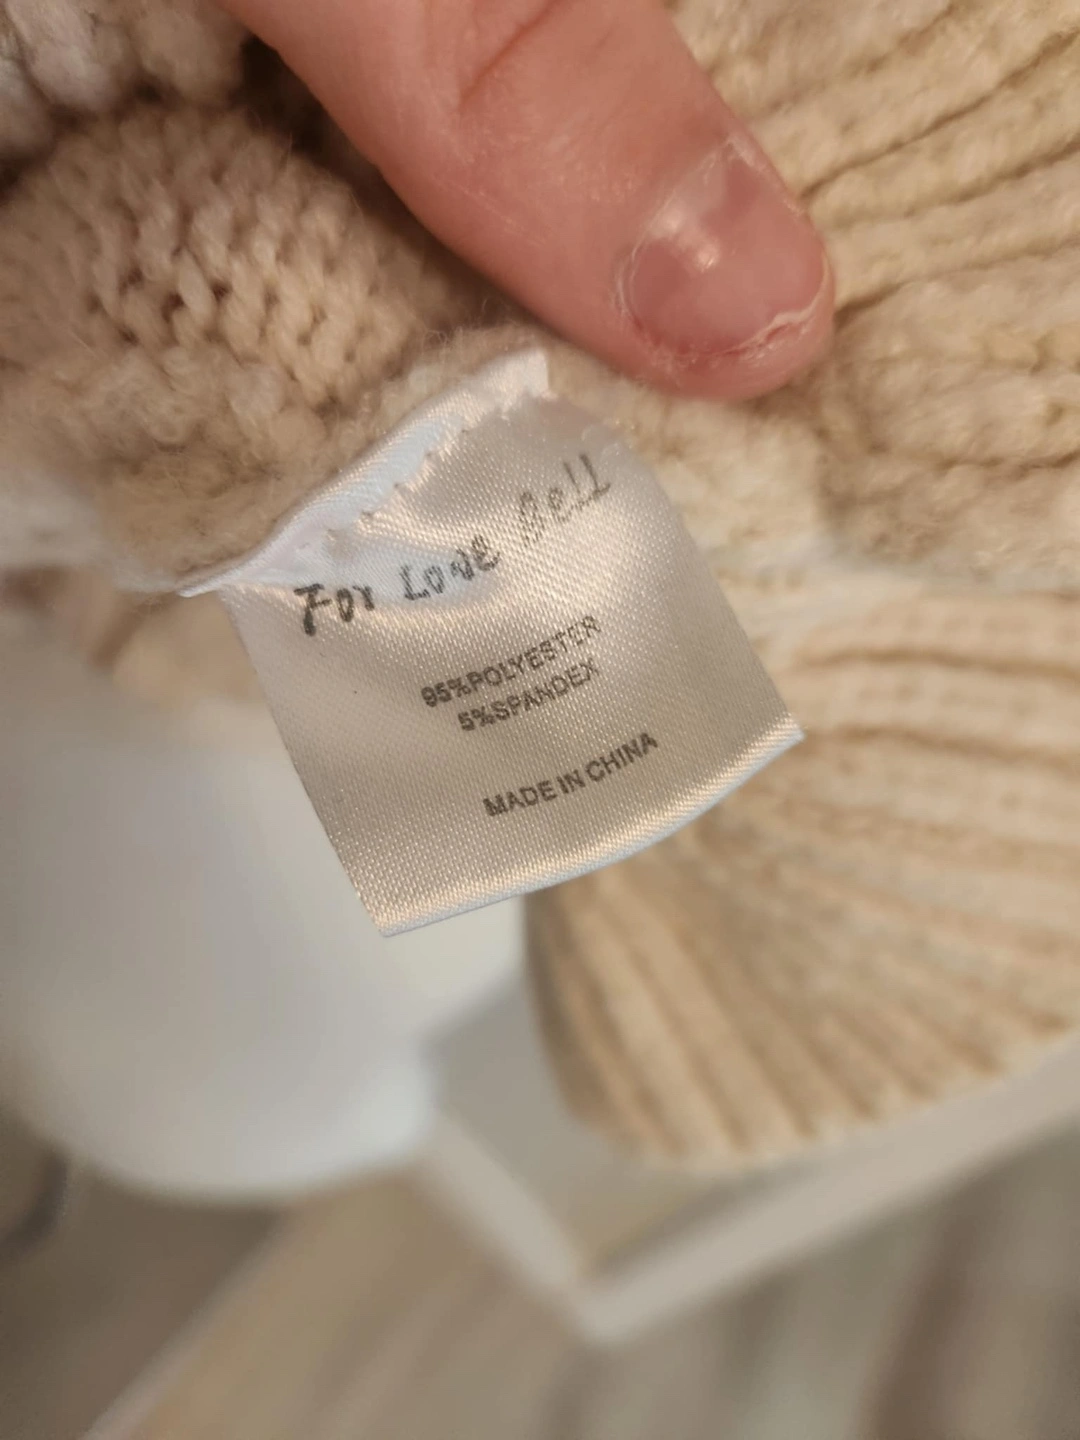 For Love Bell
95%POLYESTER
5%SPANDEX
MADE IN CHINA